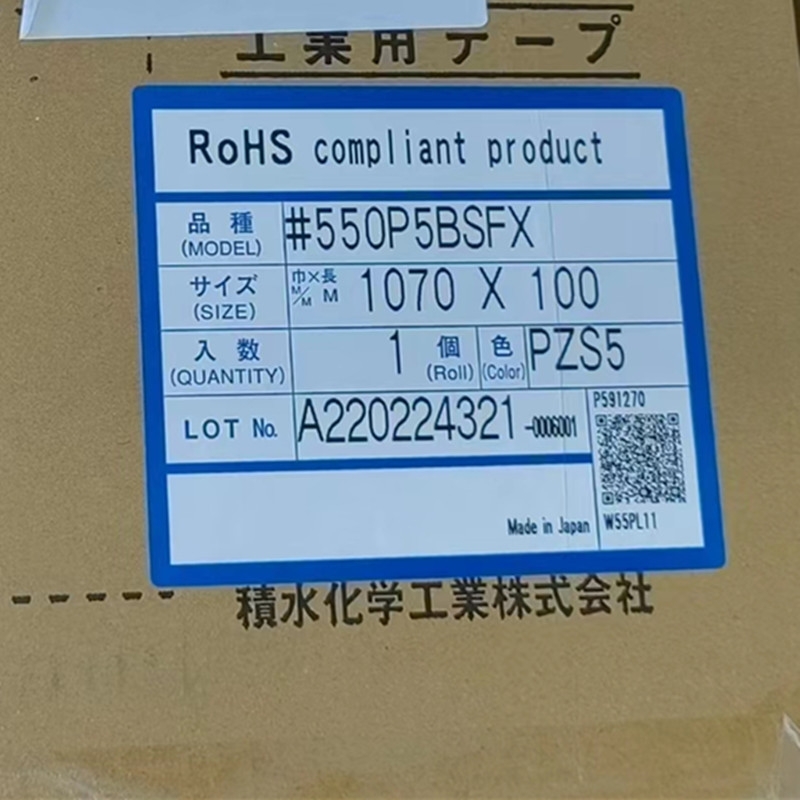 工業用テープ
RoHS compliant product
品種 #550P5BSFX
(MODEL)
サイズ 巾×長 1070 X 100
(SIZE) M/M M
入数 1 個 色 PZS5
(QUANTITY) (Roll) (Color)
P591270
LOT No. A220224321 -0006001
Made in Japan W55PL11
積水化学工業株式会社